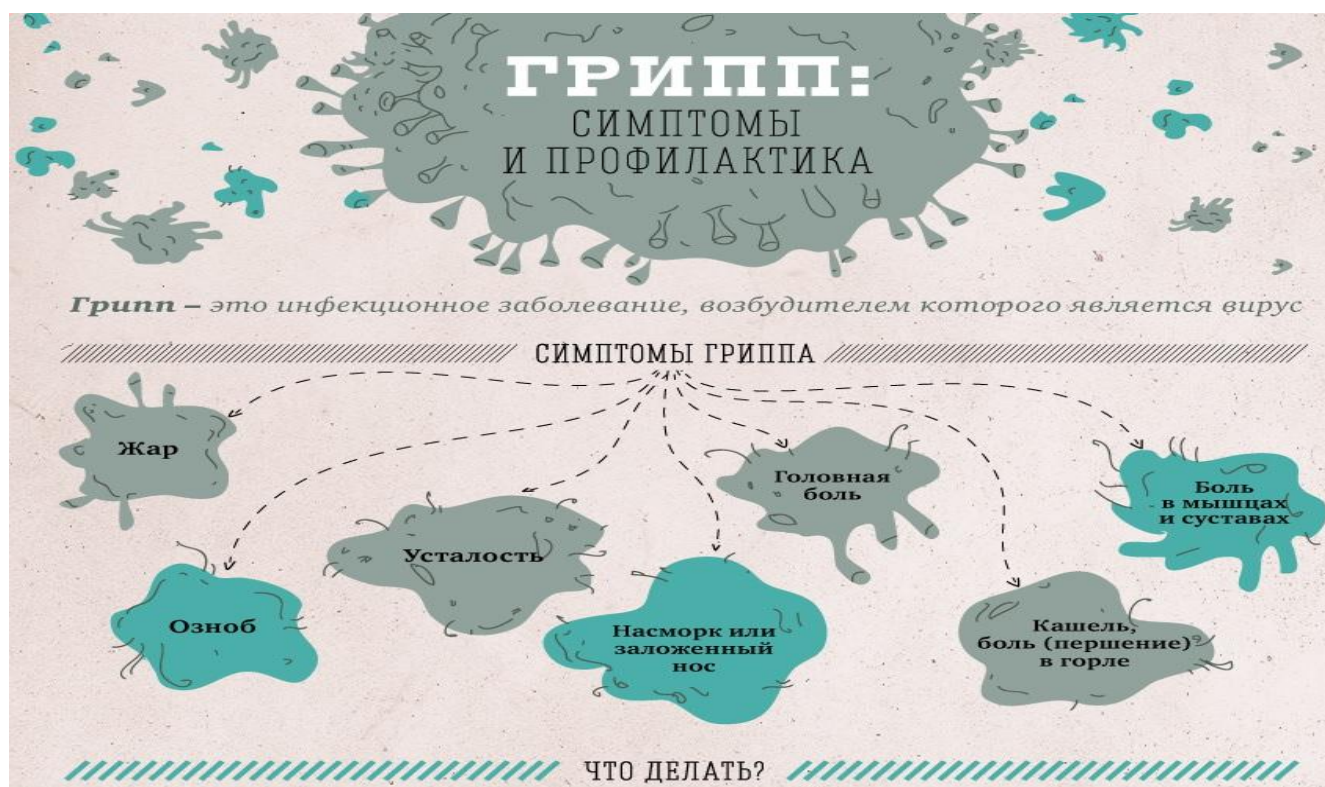 ГРИПП:
СИМПТОМЫ
И ПРОФИЛАКТИКА
Грипп – это инфекционное заболевание, возбудителем которого является вирус
СИМПТОМЫ ГРИППА
Жар
Озноб
Усталость
Насморк или
заложенный
нос
Головная
боль
Кашель,
боль (першение)
в горле
Боль
в мышцах
и суставах
ЧТО ДЕЛАТЬ?